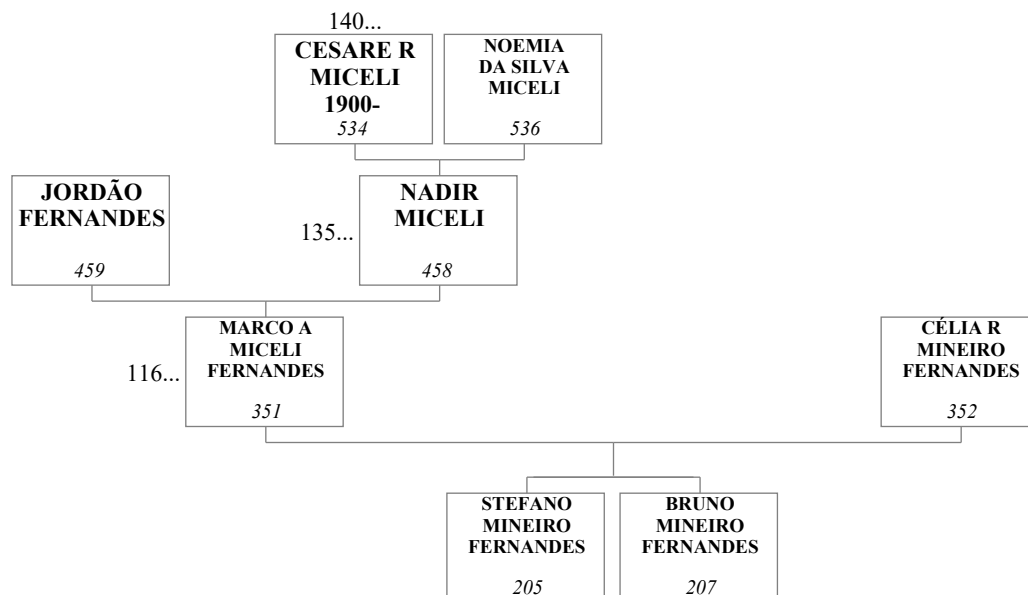 140...
CESARE R
MICELI
1900-
534
NOEMIA
DA SILVA
MICELI
536
JORDÃO
FERNANDES
459
135...
NADIR
MICELI
458
116...
MARCO A
MICELI
FERNANDES
351
CÉLIA R
MINEIRO
FERNANDES
352
STEFANO
MINEIRO
FERNANDES
205
BRUNO
MINEIRO
FERNANDES
207